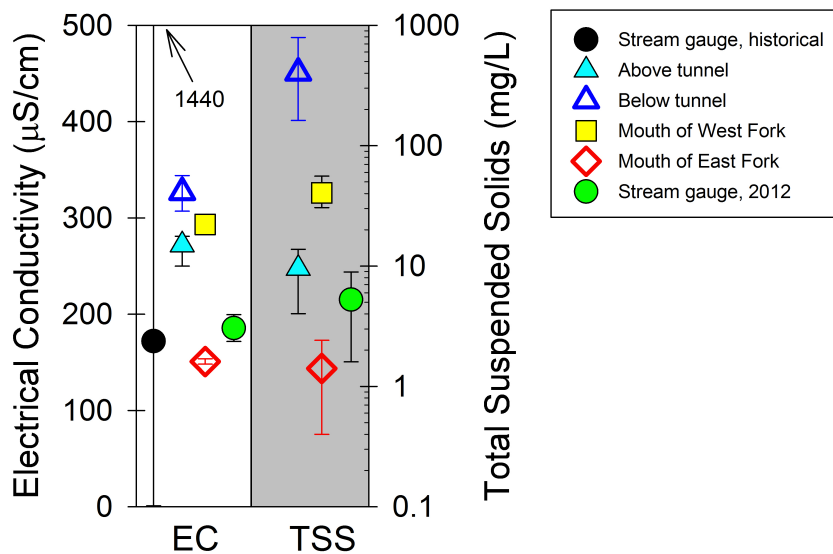 500
400
300
200
100
0
Electrical Conductivity (μS/cm)
1440
EC
TSS
1000
100
10
1
0.1
Total Suspended Solids (mg/L)
Stream gauge, historical
Above tunnel
Below tunnel
Mouth of West Fork
Mouth of East Fork
Stream gauge, 2012